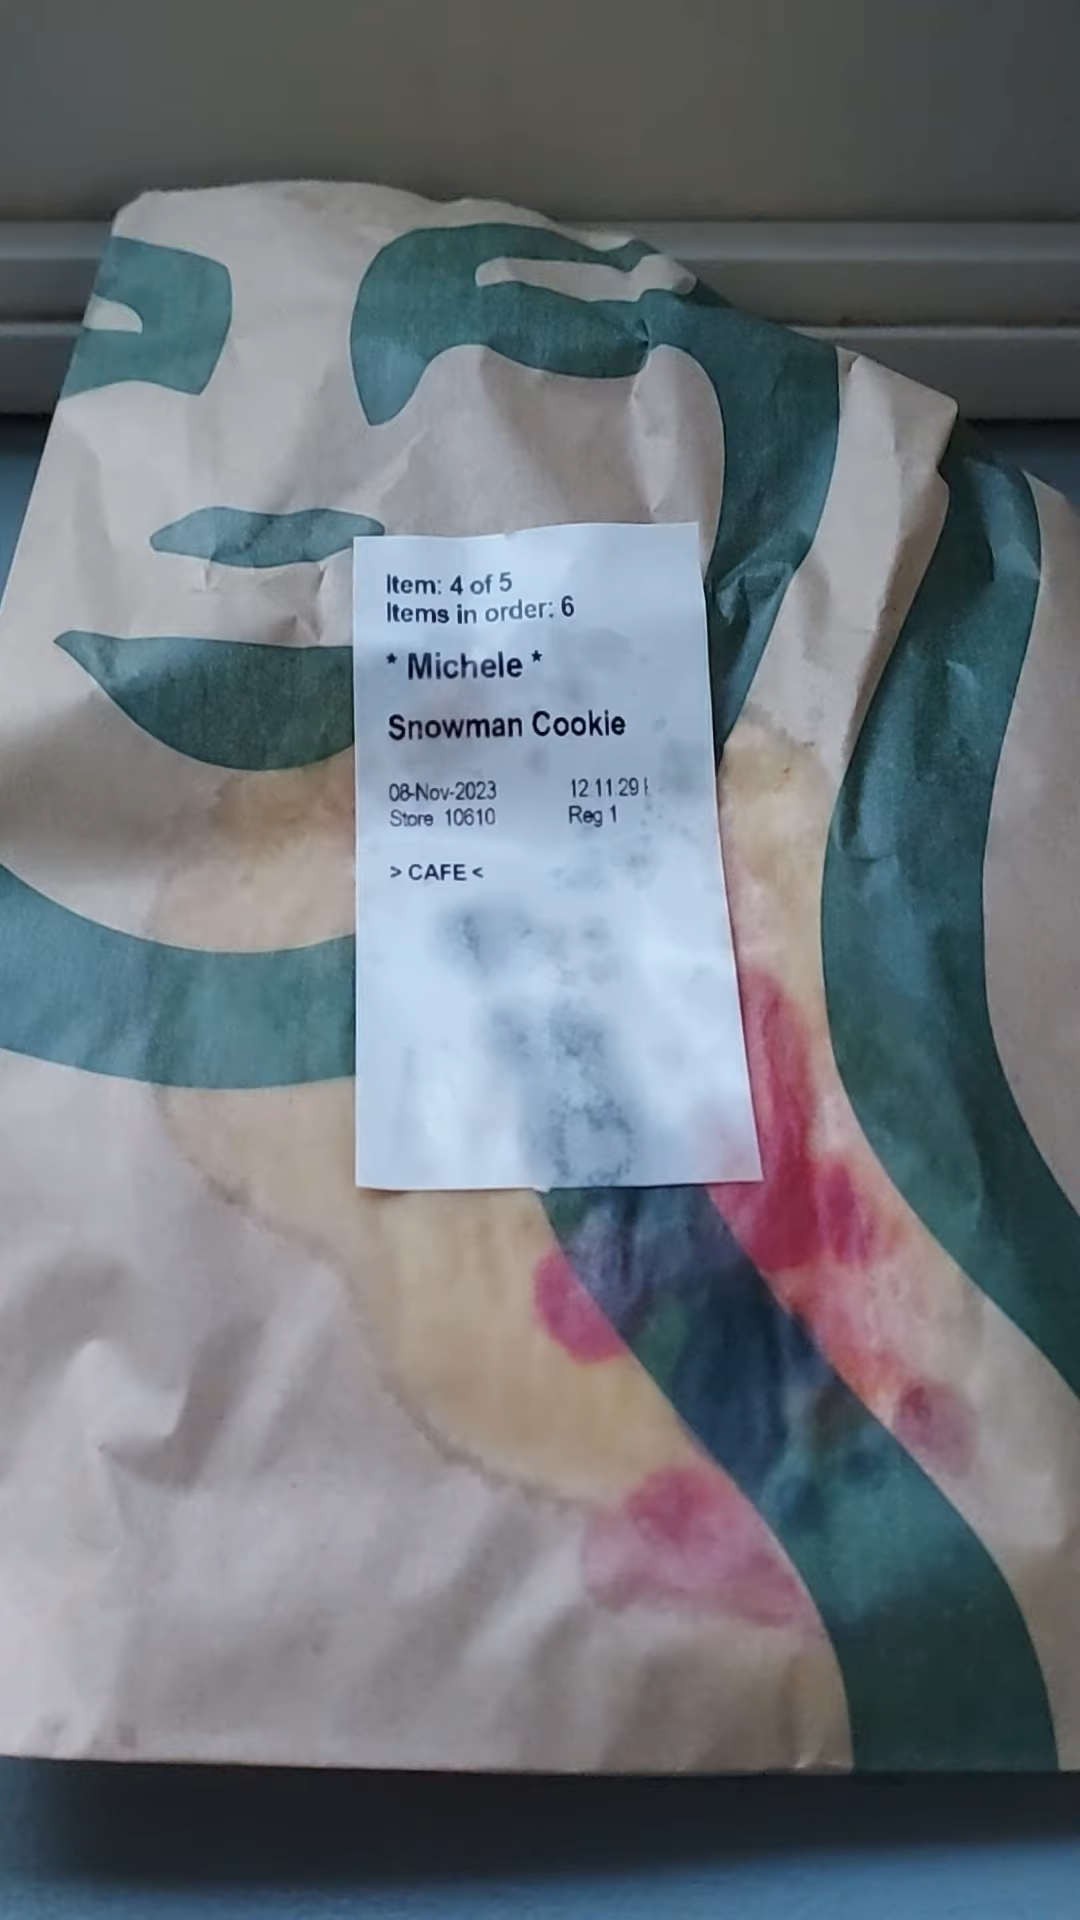 Item: 4 of 5
Items in order: 6
* Michele *
Snowman Cookie
08-Nov-2023 12 11 29
Store 10610 Reg 1
> CAFE <